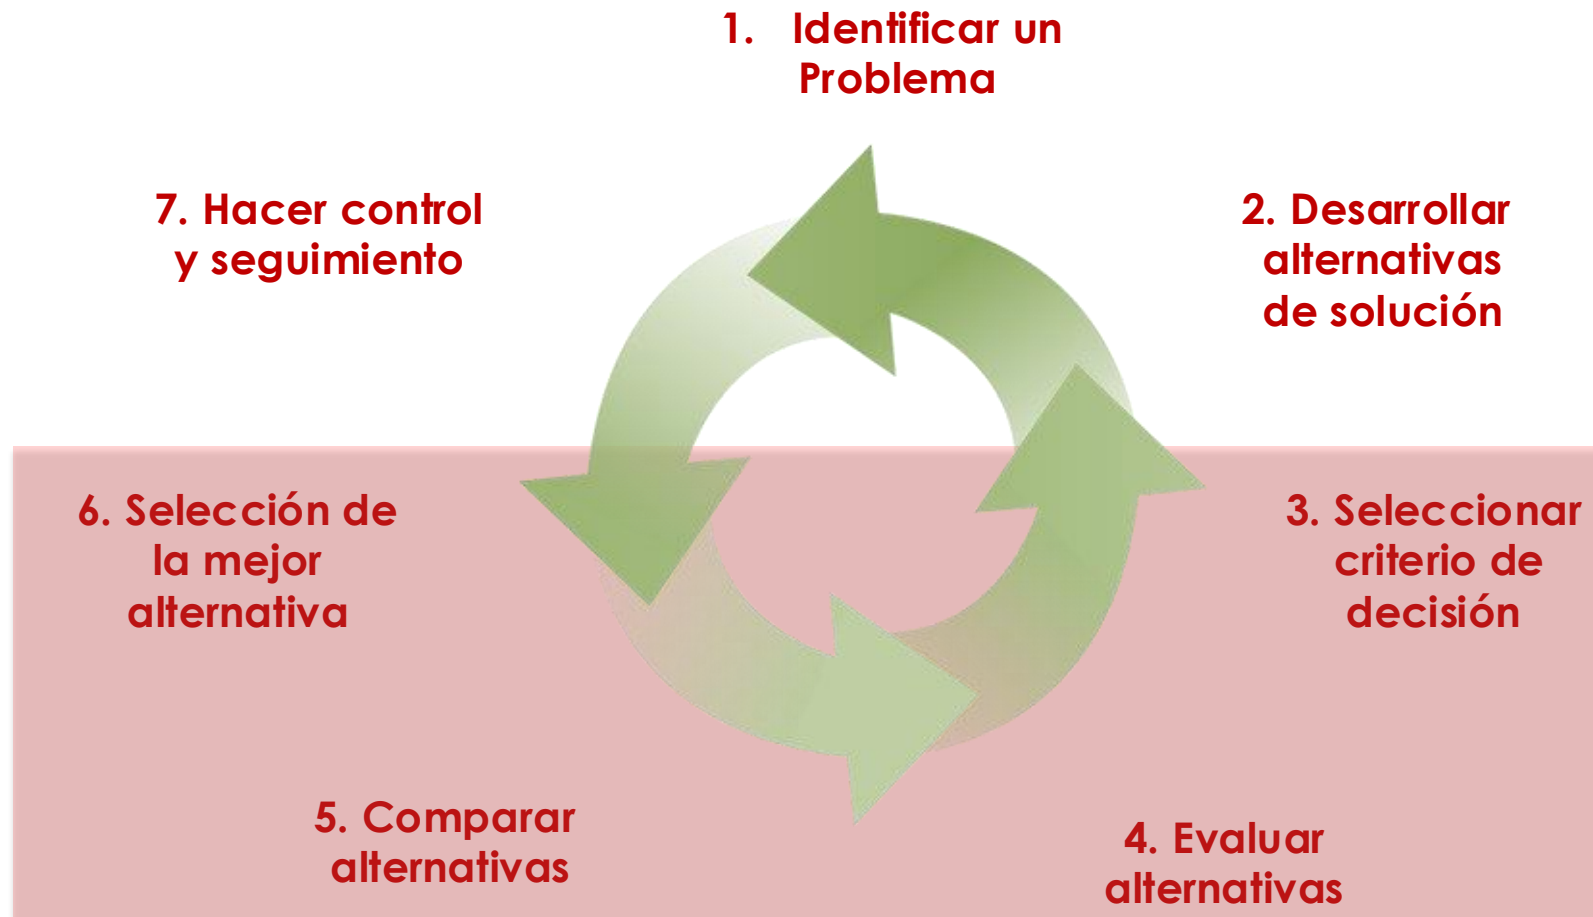 1. Identificar un
Problema
2. Desarrollar
alternativas
de solución
3. Seleccionar
criterio de
decisión
4. Evaluar
alternativas
5. Comparar
alternativas
6. Selección de
la mejor
alternativa
7. Hacer control
y seguimiento